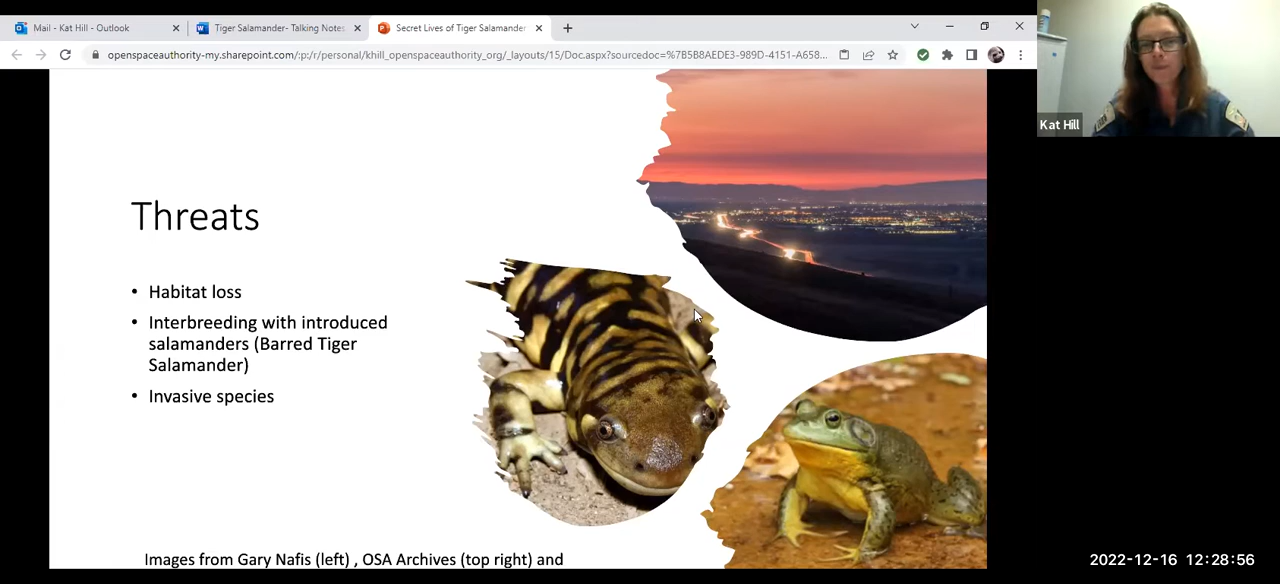 Mail - Kat Hill - Outlook
Tiger Salamander- Talking Notes
Secret Lives of Tiger Salamander
openspaceauthority-my.sharepoint.com/:p:/r/personal/khill_openspaceauthority_org/_layouts/15/Doc.aspx?sourcedoc=%7B5B8AEDE3-989D-4151-A658...
Kat Hill
Threats
• Habitat loss
• Interbreeding with introduced
salamanders (Barred Tiger
Salamander)
• Invasive species
Images from Gary Nafis (left) , OSA Archives (top right) and
2022-12-16 12:28:56